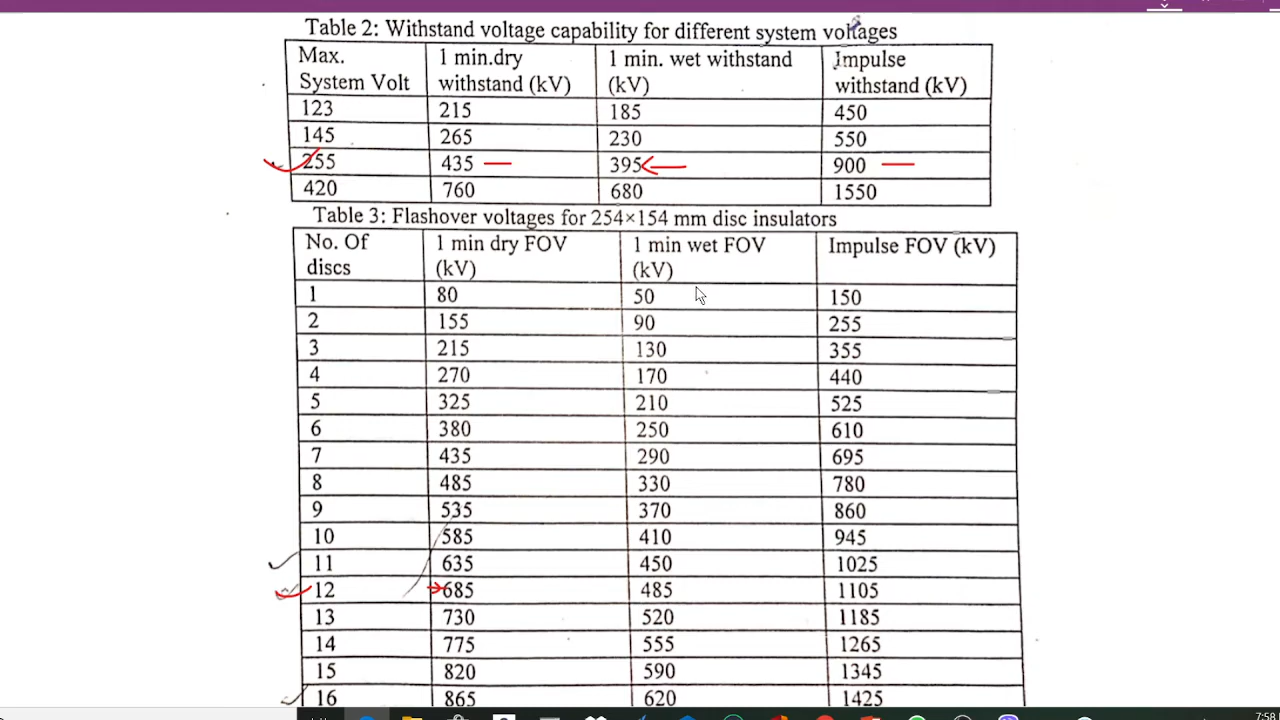 Table 2: Withstand voltage capability for different system voltages
Max. System Volt | 1 min.dry withstand (kV) | 1 min. wet withstand (kV) | Impulse withstand (kV)
123 | 215 | 185 | 450
145 | 265 | 230 | 550
255 | 435 | 395 | 900
420 | 760 | 680 | 1550
Table 3: Flashover voltages for 254×154 mm disc insulators
No. Of discs | 1 min dry FOV (kV) | 1 min wet FOV (kV) | Impulse FOV (kV)
1 | 80 | 50 | 150
2 | 155 | 90 | 255
3 | 215 | 130 | 355
4 | 270 | 170 | 440
5 | 325 | 210 | 525
6 | 380 | 250 | 610
7 | 435 | 290 | 695
8 | 485 | 330 | 780
9 | 535 | 370 | 860
10 | 585 | 410 | 945
11 | 635 | 450 | 1025
12 | 685 | 485 | 1105
13 | 730 | 520 | 1185
14 | 775 | 555 | 1265
15 | 820 | 590 | 1345
16 | 865 | 620 | 1425